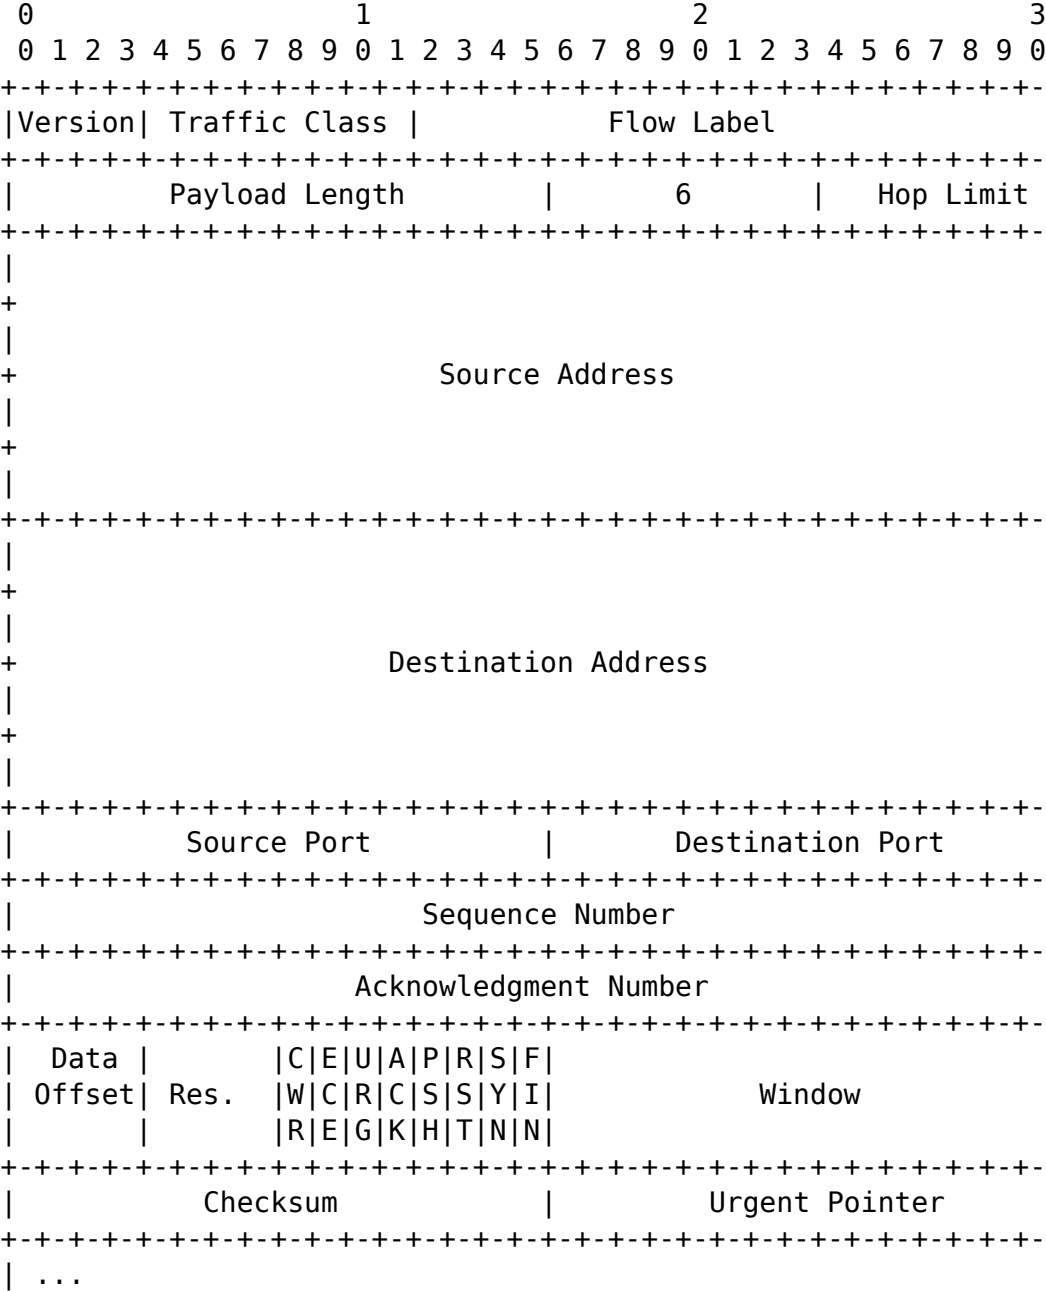 0                   1                   2                   3
 0 1 2 3 4 5 6 7 8 9 0 1 2 3 4 5 6 7 8 9 0 1 2 3 4 5 6 7 8 9 0
+-+-+-+-+-+-+-+-+-+-+-+-+-+-+-+-+-+-+-+-+-+-+-+-+-+-+-+-+-+-+-
|Version| Traffic Class |           Flow Label
+-+-+-+-+-+-+-+-+-+-+-+-+-+-+-+-+-+-+-+-+-+-+-+-+-+-+-+-+-+-+-
|         Payload Length        |       6       |   Hop Limit
+-+-+-+-+-+-+-+-+-+-+-+-+-+-+-+-+-+-+-+-+-+-+-+-+-+-+-+-+-+-+-
|
+
|
+                         Source Address
|
+
|
+-+-+-+-+-+-+-+-+-+-+-+-+-+-+-+-+-+-+-+-+-+-+-+-+-+-+-+-+-+-+-
|
+
|
+                      Destination Address
|
+
|
+-+-+-+-+-+-+-+-+-+-+-+-+-+-+-+-+-+-+-+-+-+-+-+-+-+-+-+-+-+-+-
|          Source Port          |       Destination Port
+-+-+-+-+-+-+-+-+-+-+-+-+-+-+-+-+-+-+-+-+-+-+-+-+-+-+-+-+-+-+-
|                        Sequence Number
+-+-+-+-+-+-+-+-+-+-+-+-+-+-+-+-+-+-+-+-+-+-+-+-+-+-+-+-+-+-+-
|                    Acknowledgment Number
+-+-+-+-+-+-+-+-+-+-+-+-+-+-+-+-+-+-+-+-+-+-+-+-+-+-+-+-+-+-+-
|  Data |       |C|E|U|A|P|R|S|F|
| Offset| Res.  |W|C|R|C|S|S|Y|I|            Window
|       |       |R|E|G|K|H|T|N|N|
+-+-+-+-+-+-+-+-+-+-+-+-+-+-+-+-+-+-+-+-+-+-+-+-+-+-+-+-+-+-+-
|           Checksum            |         Urgent Pointer
+-+-+-+-+-+-+-+-+-+-+-+-+-+-+-+-+-+-+-+-+-+-+-+-+-+-+-+-+-+-+-
| ...